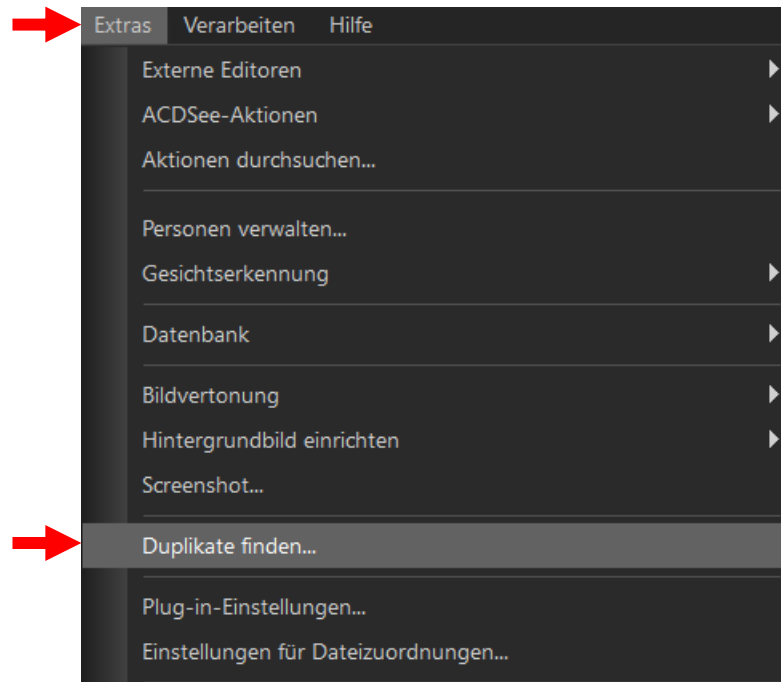 Extras Verarbeiten Hilfe
Externe Editoren
ACDSee-Aktionen
Aktionen durchsuchen...
Personen verwalten...
Gesichtserkennung
Datenbank
Bildvertonung
Hintergrundbild einrichten
Screenshot...
Duplikate finden...
Plug-in-Einstellungen...
Einstellungen für Dateizuordnungen...